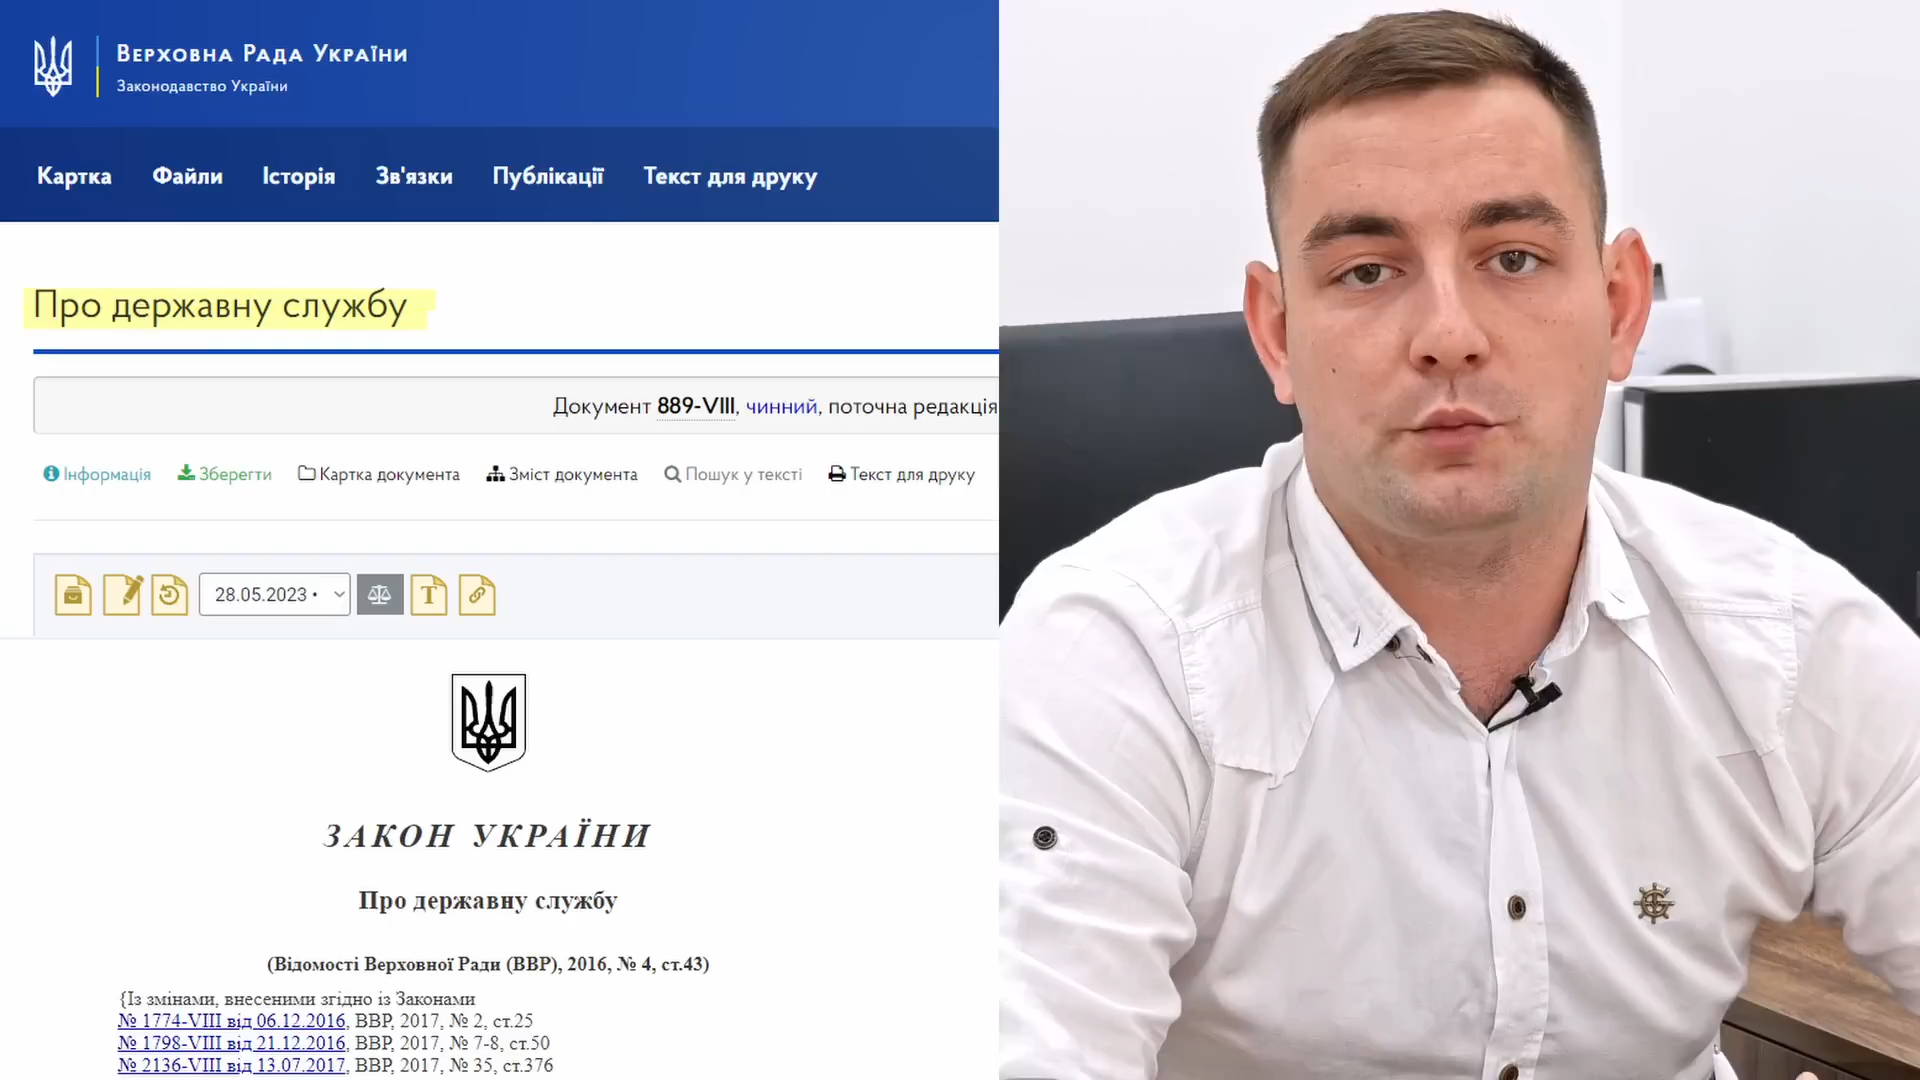 Верховна Рада України
Законодавство України
Картка Файли Історія Зв'язки Публікації Текст для друку
Про державну службу
Документ 889-VIII, чинний, поточна редакція
Інформація Зберегти Картка документа Зміст документа Пошук у тексті Текст для друку
28.05.2023 •
ЗАКОН УКРАЇНИ
Про державну службу
(Відомості Верховної Ради (ВВР), 2016, № 4, ст.43)
{Із змінами, внесеними згідно із Законами
№ 1774-VIII від 06.12.2016, ВВР, 2017, № 2, ст.25
№ 1798-VIII від 21.12.2016, ВВР, 2017, № 7-8, ст.50
№ 2136-VIII від 13.07.2017, ВВР, 2017, № 35, ст.376